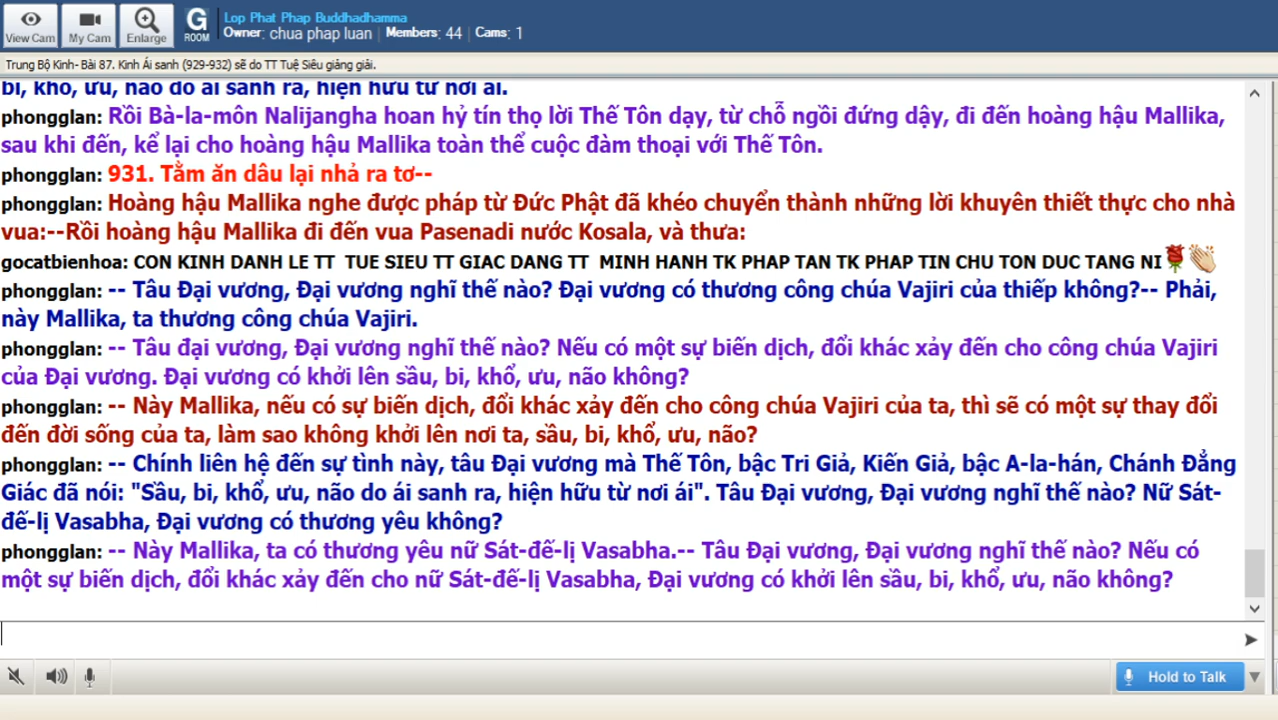 View Cam
My Cam
Enlarge
G
ROOM
Lop Phat Phap Buddhadhamma
Owner: chua phap luan | Members: 44 | Cams: 1
Trung Bộ Kinh- Bài 87. Kinh Ái sanh (929-932) sẽ do TT Tuệ Siêu giảng giải.
bi, khổ, ưu, não do ái sanh ra, hiện hữu từ nơi ái.
phongglan: Rồi Bà-la-môn Nalijangha hoan hỷ tín thọ lời Thế Tôn dạy, từ chỗ ngồi đứng dậy, đi đến hoàng hậu Mallika,
sau khi đến, kể lại cho hoàng hậu Mallika toàn thể cuộc đàm thoại với Thế Tôn.
phongglan: 931. Tằm ăn dâu lại nhả ra tơ--
phongglan: Hoàng hậu Mallika nghe được pháp từ Đức Phật đã khéo chuyển thành những lời khuyên thiết thực cho nhà
vua:--Rồi hoàng hậu Mallika đi đến vua Pasenadi nước Kosala, và thưa:
gocatbienhoa: CON KINH DANH LE TT TUE SIEU TT GIAC DANG TT MINH HANH TK PHAP TAN TK PHAP TIN CHU TON DUC TANG NI
phongglan: -- Tâu Đại vương, Đại vương nghĩ thế nào? Đại vương có thương công chúa Vajiri của thiếp không?-- Phải,
này Mallika, ta thương công chúa Vajiri.
phongglan: -- Tâu đại vương, Đại vương nghĩ thế nào? Nếu có một sự biến dịch, đổi khác xảy đến cho công chúa Vajiri
của Đại vương. Đại vương có khởi lên sầu, bi, khổ, ưu, não không?
phongglan: -- Này Mallika, nếu có sự biến dịch, đổi khác xảy đến cho công chúa Vajiri của ta, thì sẽ có một sự thay đổi
đến đời sống của ta, làm sao không khởi lên nơi ta, sầu, bi, khổ, ưu, não?
phongglan: -- Chính liên hệ đến sự tình này, tâu Đại vương mà Thế Tôn, bậc Tri Giả, Kiến Giả, bậc A-la-hán, Chánh Đẳng
Giác đã nói: "Sầu, bi, khổ, ưu, não do ái sanh ra, hiện hữu từ nơi ái". Tâu Đại vương, Đại vương nghĩ thế nào? Nữ Sát-
đế-lị Vasabha, Đại vương có thương yêu không?
phongglan: -- Này Mallika, ta có thương yêu nữ Sát-đế-lị Vasabha.-- Tâu Đại vương, Đại vương nghĩ thế nào? Nếu có
một sự biến dịch, đổi khác xảy đến cho nữ Sát-đế-lị Vasabha, Đại vương có khởi lên sầu, bi, khổ, ưu, não không?
Hold to Talk